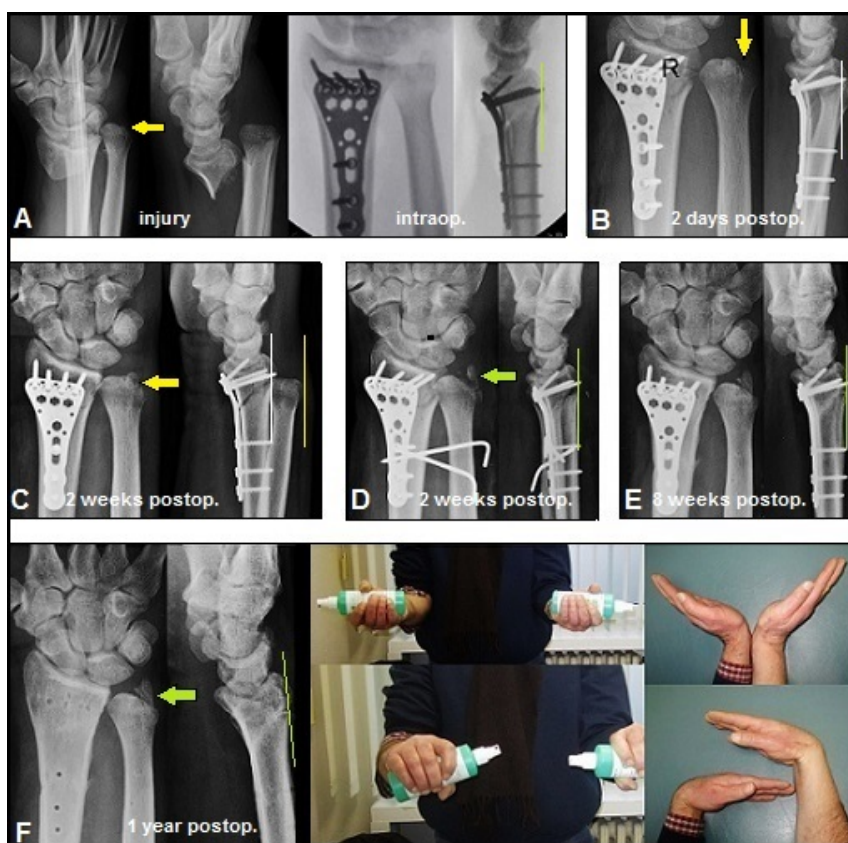 A injury intraop.
R
B 2 days postop.
C 2 weeks postop.
D 2 weeks postop.
E 8 weeks postop.
F 1 year postop.